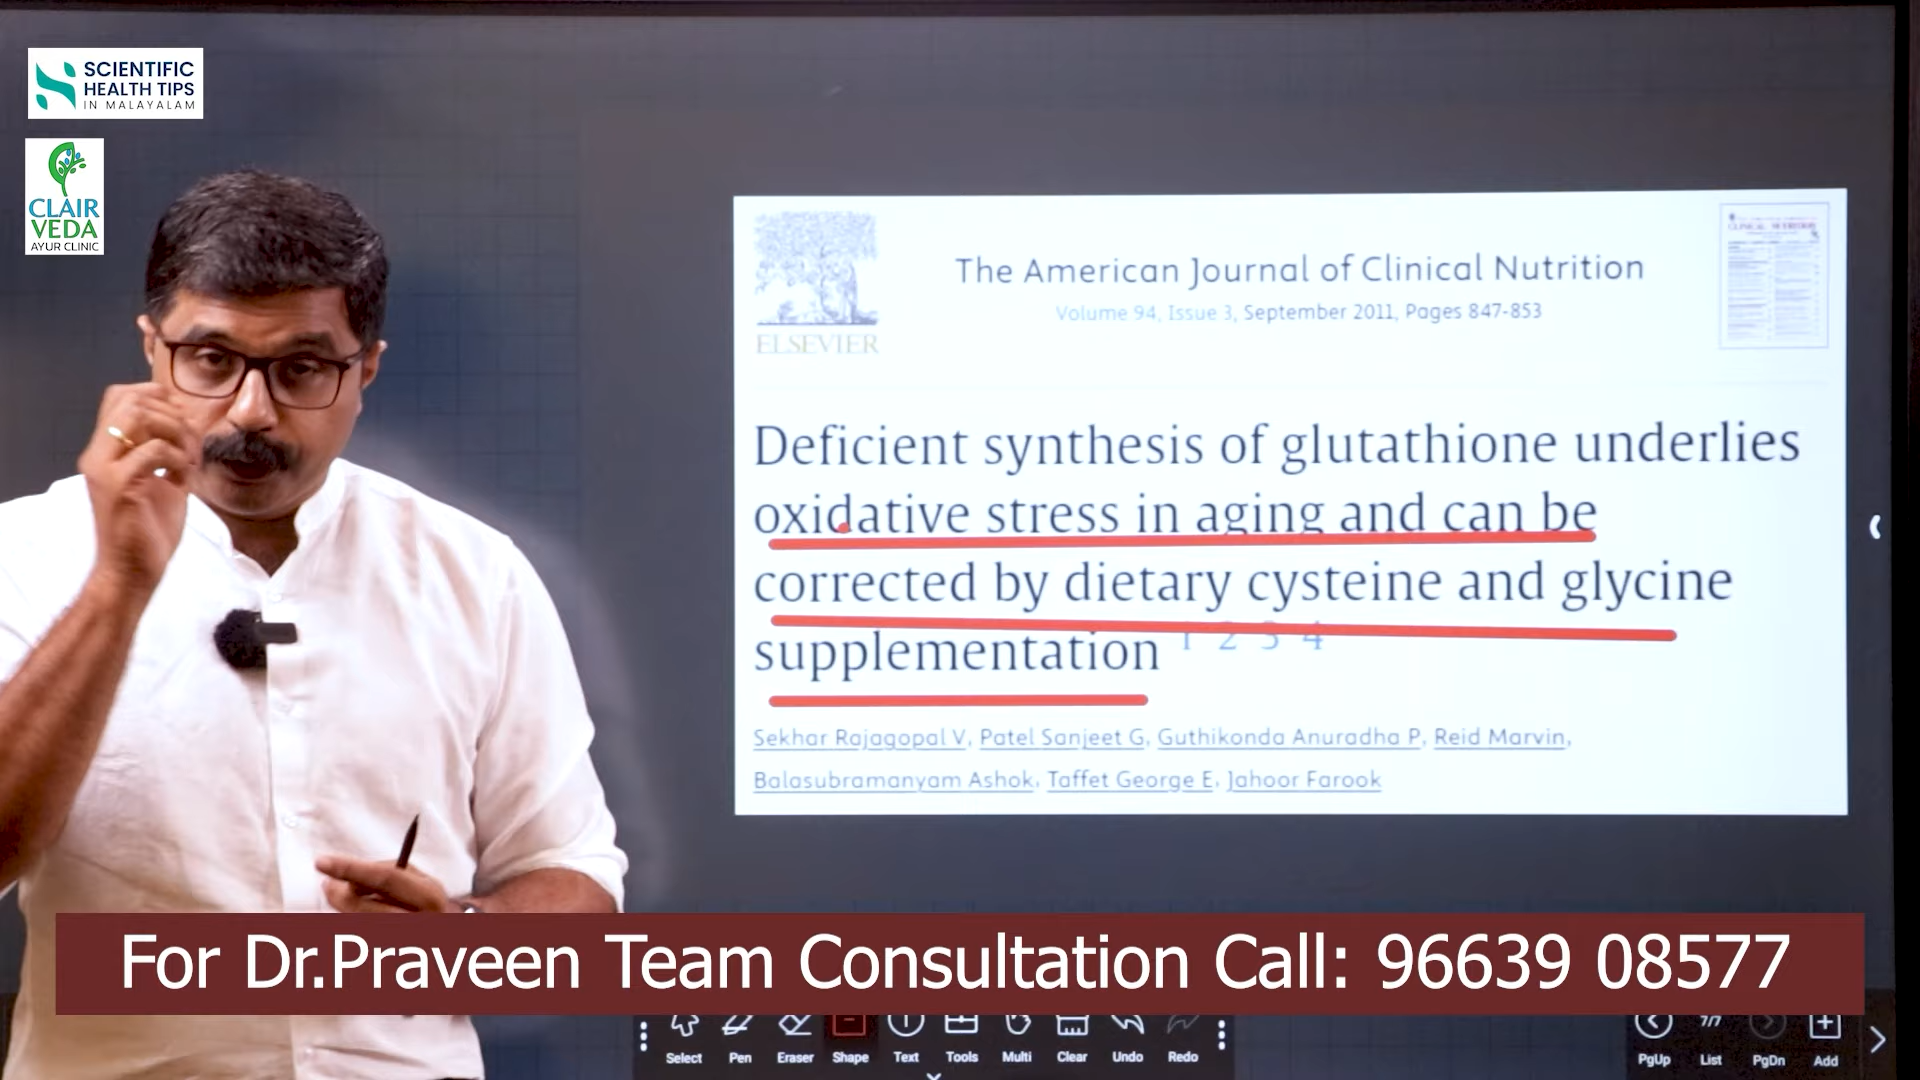 SCIENTIFIC
HEALTH TIPS
IN MALAYALAM
CLAIR
VEDA
AYUR CLINIC
ELSEVIER
The American Journal of Clinical Nutrition
Volume 94, Issue 3, September 2011, Pages 847-853
Deficient synthesis of glutathione underlies
oxidative stress in aging and can be
corrected by dietary cysteine and glycine
supplementation 1 2 3 4
Sekhar Rajagopal V, Patel Sanjeet G, Guthikonda Anuradha P, Reid Marvin,
Balasubramanyam Ashok, Taffet George E, Jahoor Farook
For Dr.Praveen Team Consultation Call: 96639 08577
Select Pen Eraser Shape Text Tools Multi Clear Undo Redo
7/7
PgUp List PgDn Add